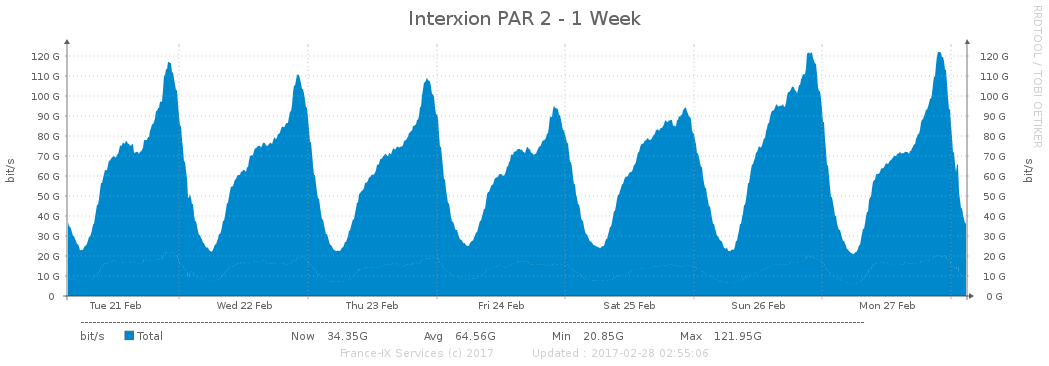 Interxion PAR 2 - 1 Week
RRDTOOL / TOBI OETIKER
bit/s
120 G
110 G
100 G
90 G
80 G
70 G
60 G
50 G
40 G
30 G
20 G
10 G
0
120 G
110 G
100 G
90 G
80 G
70 G
60 G
50 G
40 G
30 G
20 G
10 G
0 G
bit/s
Tue 21 Feb Wed 22 Feb Thu 23 Feb Fri 24 Feb Sat 25 Feb Sun 26 Feb Mon 27 Feb
bit/s Total Now 34.35G Avg 64.56G Min 20.85G Max 121.95G
France-IX Services (c) 2017 Updated : 2017-02-28 02:55:06